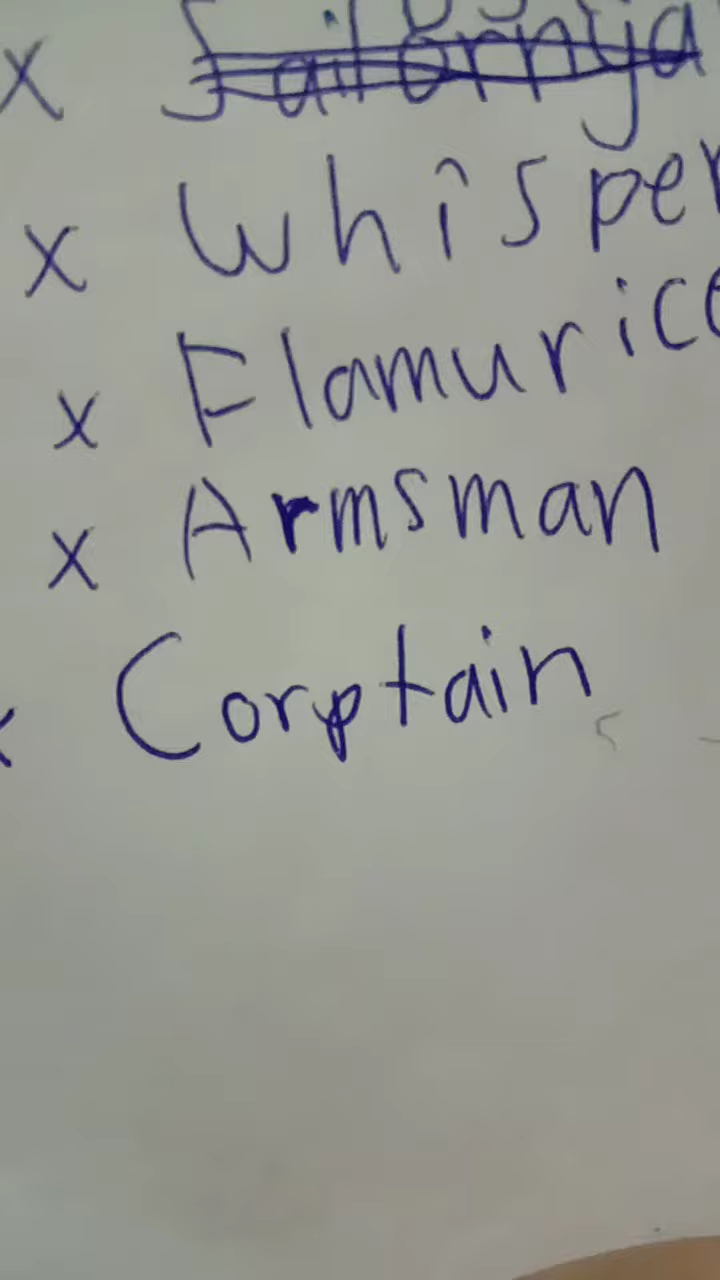 x
x Whisper
x Flamurice
x Armsman
x Corptain